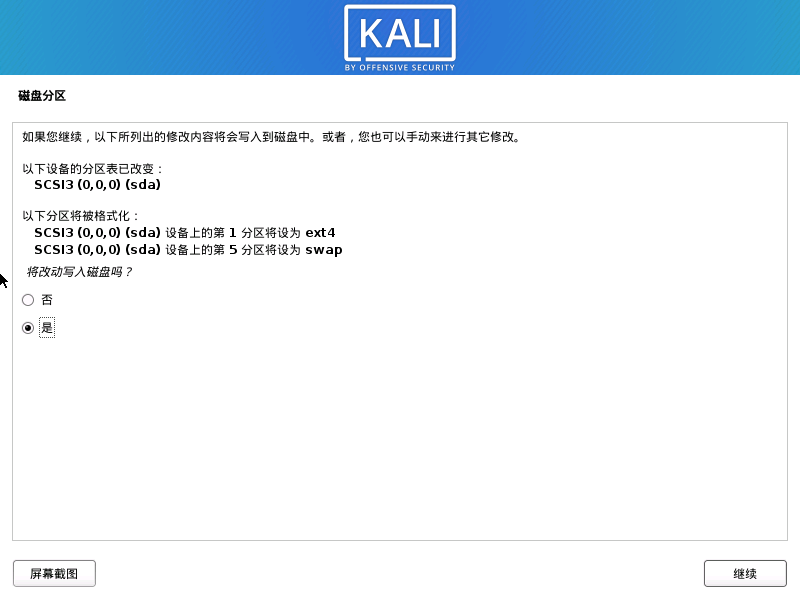 KALI
BY OFFENSIVE SECURITY
磁盘分区
如果您继续，以下所列出的修改内容将会写入到磁盘中。或者，您也可以手动来进行其它修改。
以下设备的分区表已改变：
SCSI3 (0,0,0) (sda)
以下分区将被格式化：
SCSI3 (0,0,0) (sda) 设备上的第 1 分区将设为 ext4
SCSI3 (0,0,0) (sda) 设备上的第 5 分区将设为 swap
将改动写入磁盘吗？
否
是
屏幕截图
继续